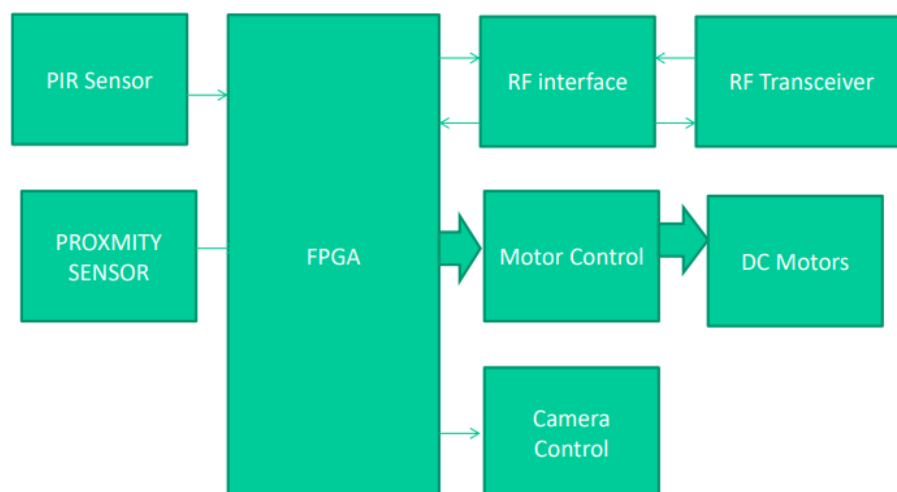 PIR Sensor
RF interface
RF Transceiver
PROXMITY
SENSOR
FPGA
Motor Control
DC Motors
Camera
Control